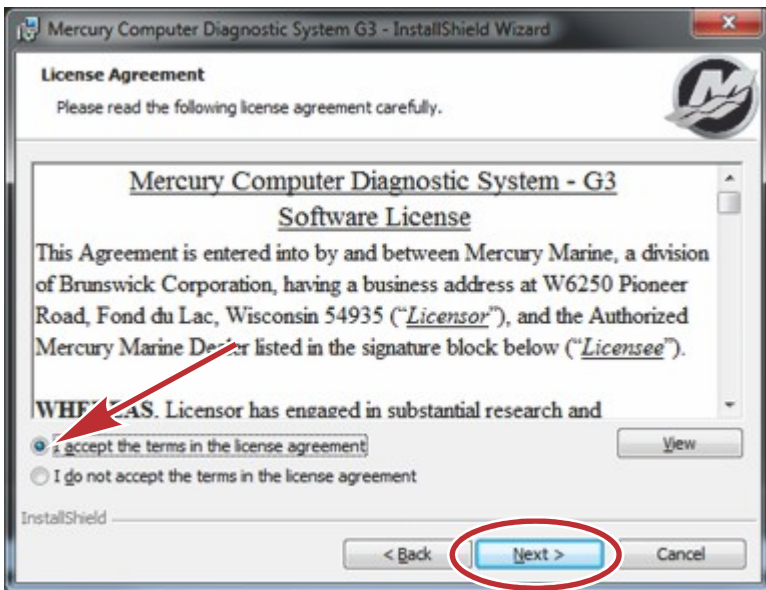 Mercury Computer Diagnostic System G3 - InstallShield Wizard
License Agreement
Please read the following license agreement carefully.
Mercury Computer Diagnostic System - G3
Software License
This Agreement is entered into by and between Mercury Marine, a division
of Brunswick Corporation, having a business address at W6250 Pioneer
Road, Fond du Lac, Wisconsin 54935 (“Licensor”), and the Authorized
Mercury Marine Dealer listed in the signature block below (“Licensee”).
WHEREAS, Licensor has engaged in substantial research and
I accept the terms in the license agreement
View
I do not accept the terms in the license agreement
InstallShield
< Back
Next >
Cancel